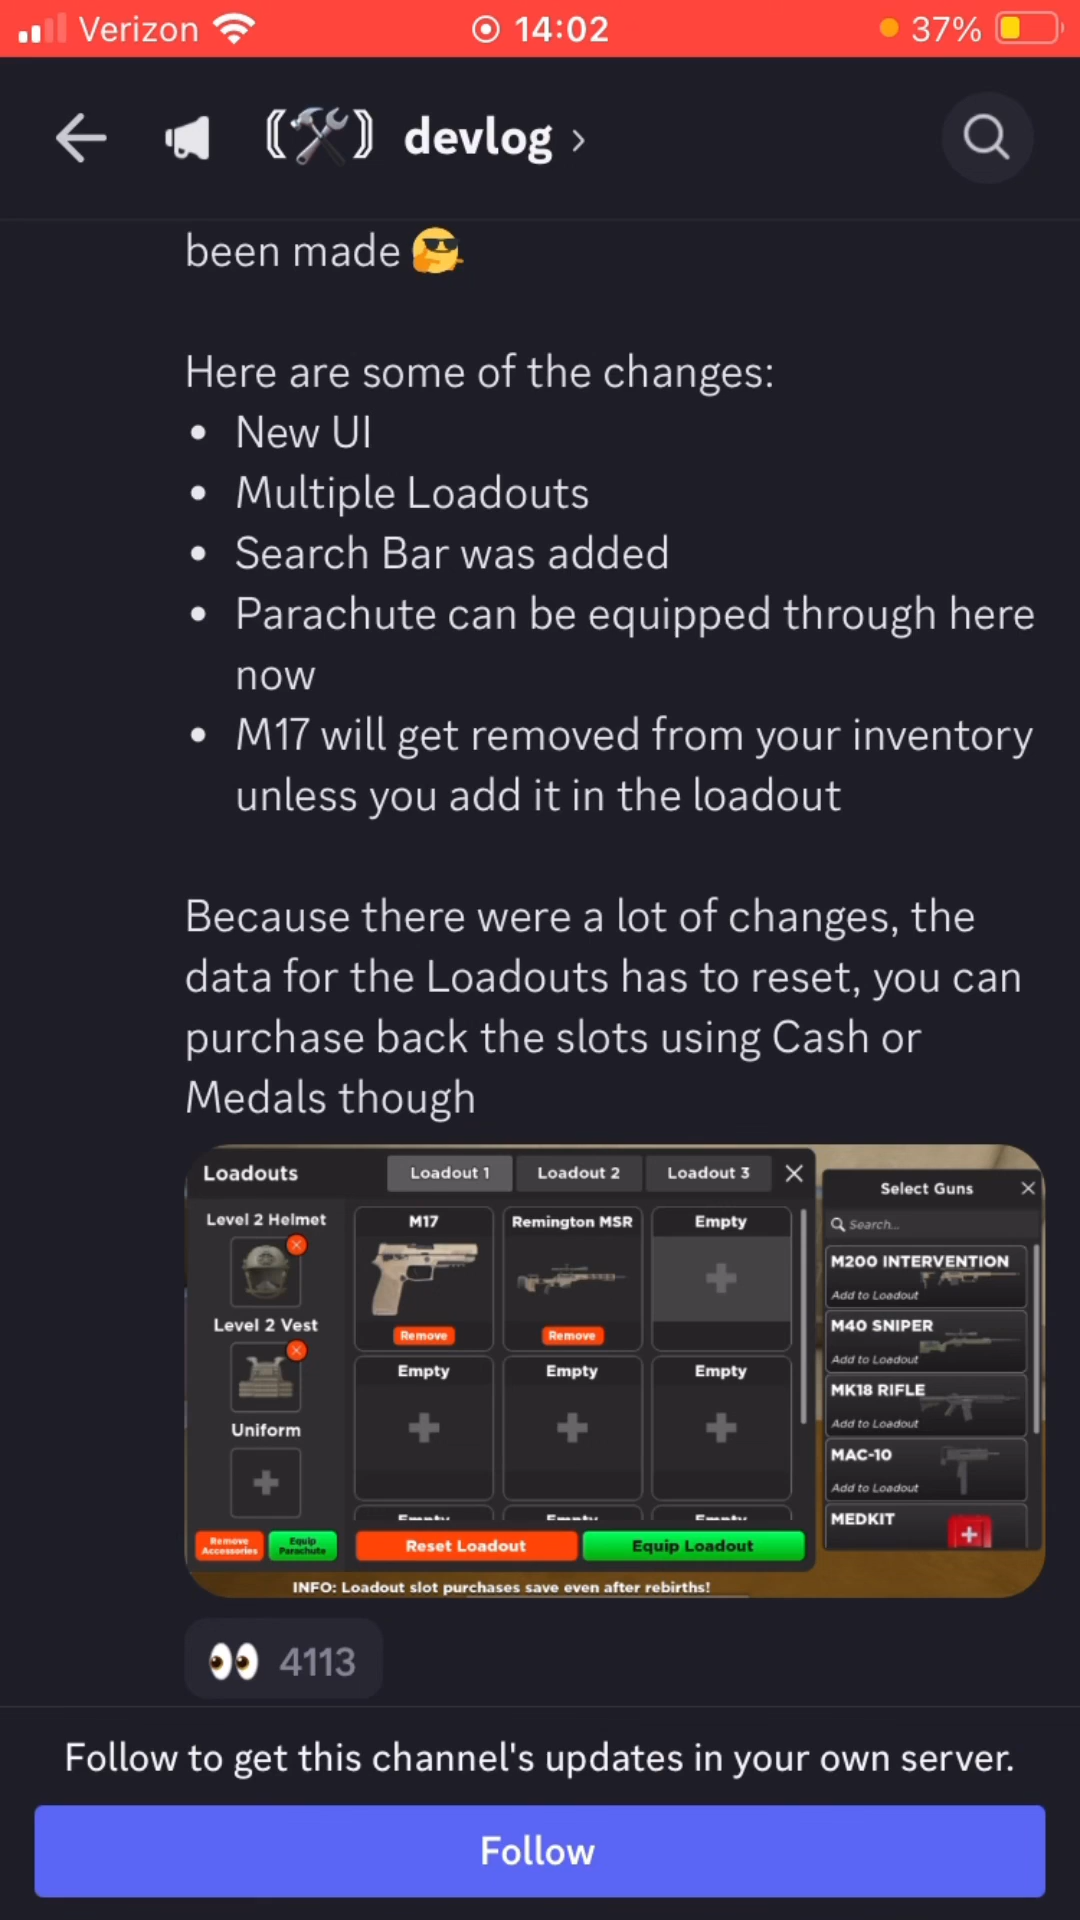 Verizon 14:02 37%
devlog
been made
Here are some of the changes:
• New UI
• Multiple Loadouts
• Search Bar was added
• Parachute can be equipped through here
now
• M17 will get removed from your inventory
unless you add it in the loadout
Because there were a lot of changes, the
data for the Loadouts has to reset, you can
purchase back the slots using Cash or
Medals though
Loadouts
Loadout 1
Loadout 2
Loadout 3
Level 2 Helmet
Level 2 Vest
Uniform
Remove
Accessories
Equip
Parachute
M17
Remove
Remington MSR
Remove
Empty
Empty
Empty
Empty
Empty
Empty
Empty
Reset Loadout
Equip Loadout
Select Guns
Search...
M200 INTERVENTION
Add to Loadout
M40 SNIPER
Add to Loadout
MK18 RIFLE
Add to Loadout
MAC-10
Add to Loadout
MEDKIT
INFO: Loadout slot purchases save even after rebirths!
4113
Follow to get this channel's updates in your own server.
Follow